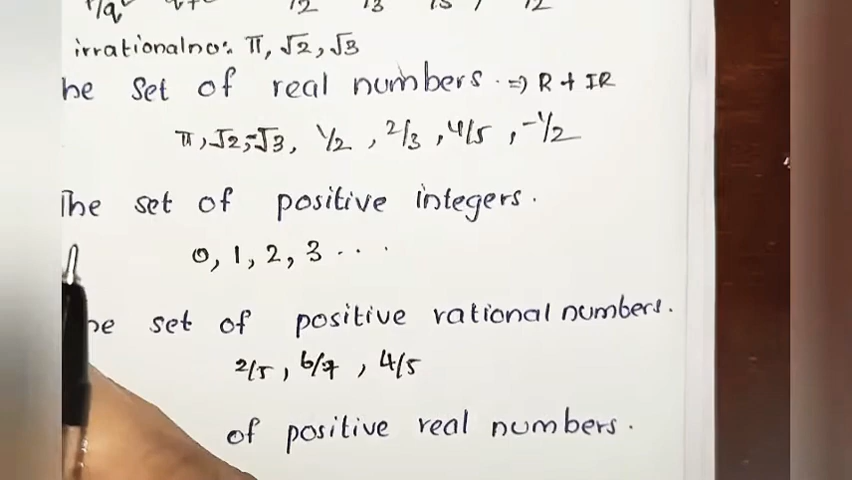 irrational no:. π, √2, √3
he set of real numbers. ⇒ R + IR
π, √2, -√3, 1/2, 2/3, 4/5, -1/2
The set of positive integers.
0, 1, 2, 3 . . .
he set of positive rational numbers.
2/5, 6/7, 4/5
of positive real numbers.